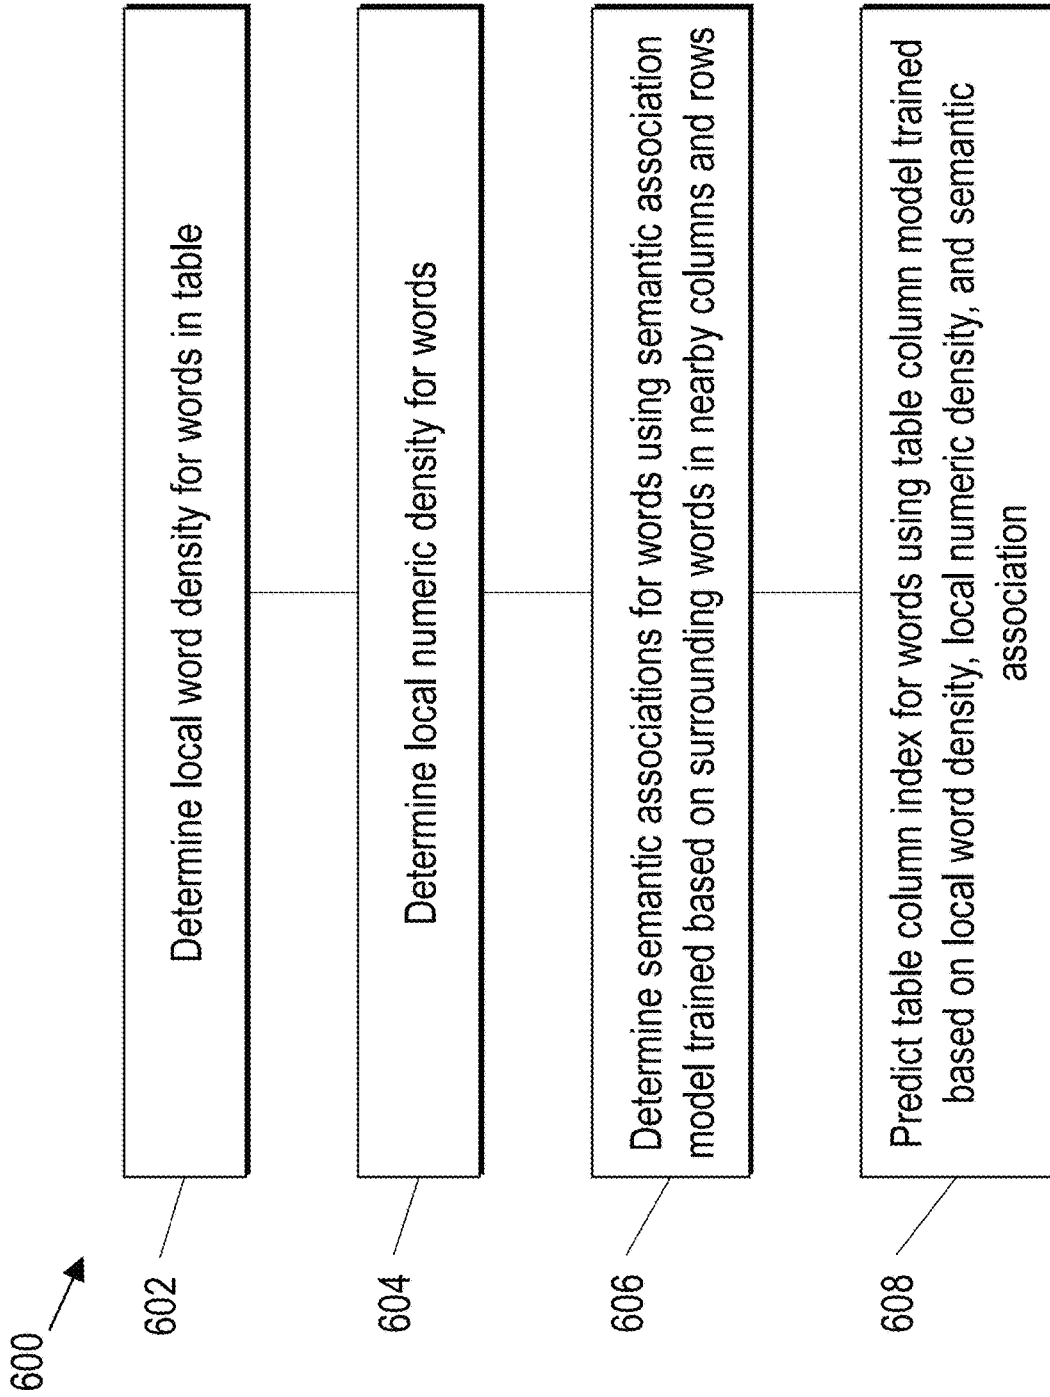 600
602
Determine local word density for words in table
604
Determine local numeric density for words
606
Determine semantic associations for words using semantic association
model trained based on surrounding words in nearby columns and rows
608
Predict table column index for words using table column model trained
based on local word density, local numeric density, and semantic
association